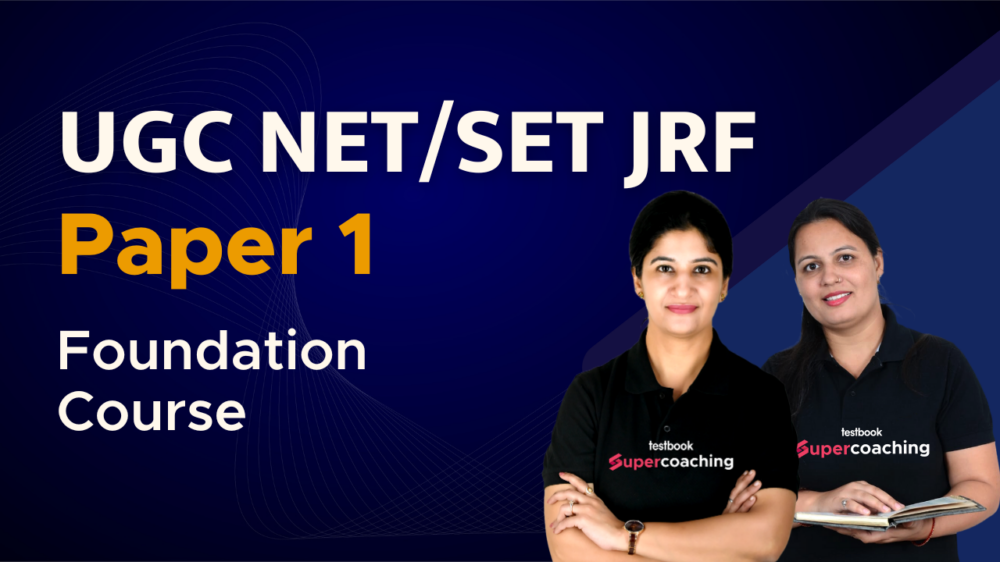 UGC NET/SET JRF
Paper 1
Foundation
Course
testbook
Supercoaching
testbook
Supercoaching